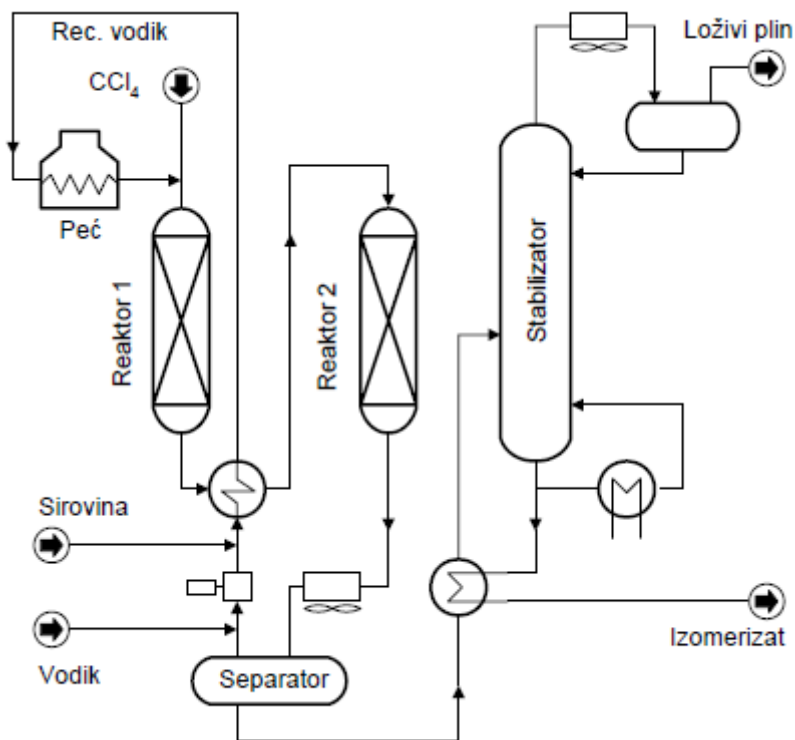 Rec. vodik
CCl₄
Peć
Reaktor 1
Reaktor 2
Stabilizator
Loživi plin
Sirovina
Vodik
Separator
Izomerizat